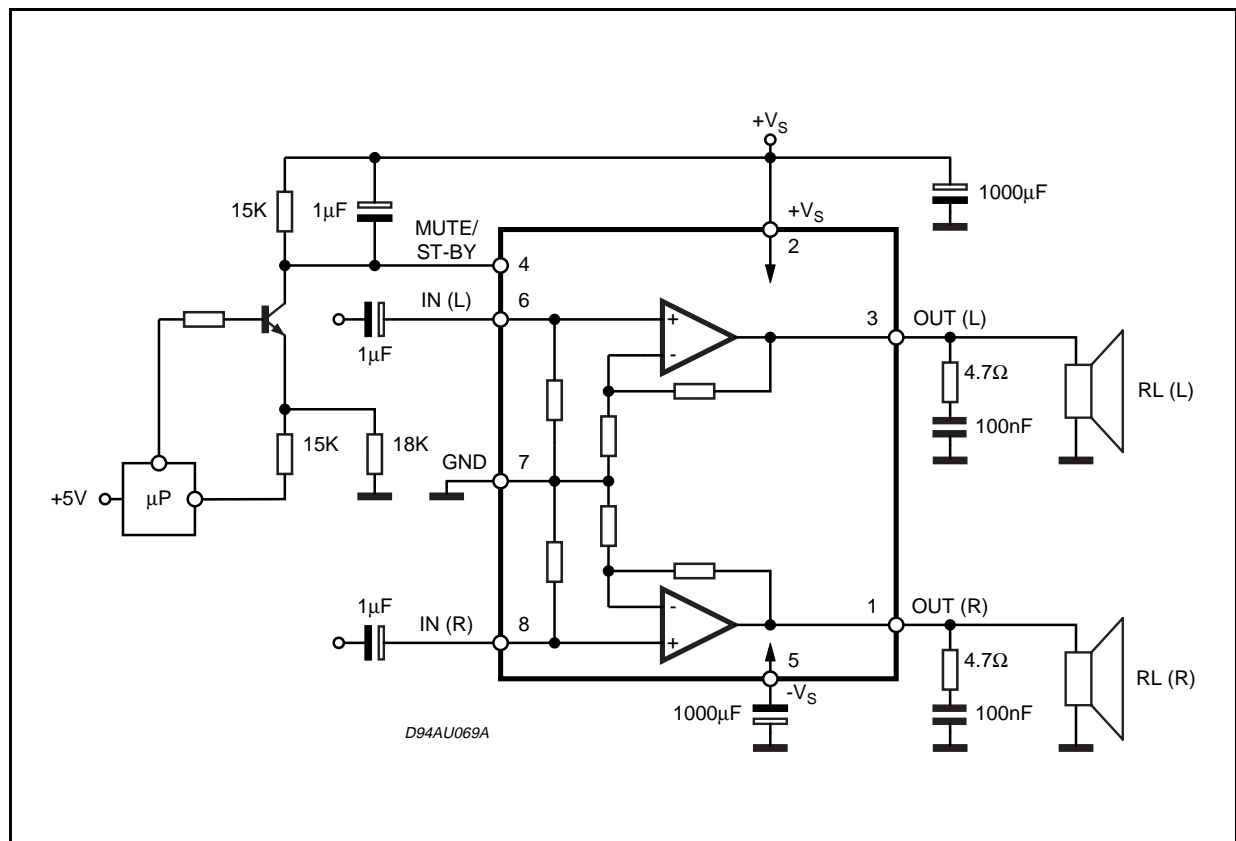 +VS
1000μF
15K
1μF
MUTE/
ST-BY
4
+VS
2
IN (L)
6
1μF
+
-
3
OUT (L)
4.7Ω
100nF
RL (L)
15K
18K
GND
7
+5V
μP
1μF
IN (R)
8
-
+
1
OUT (R)
4.7Ω
100nF
RL (R)
5
-VS
1000μF
D94AU069A